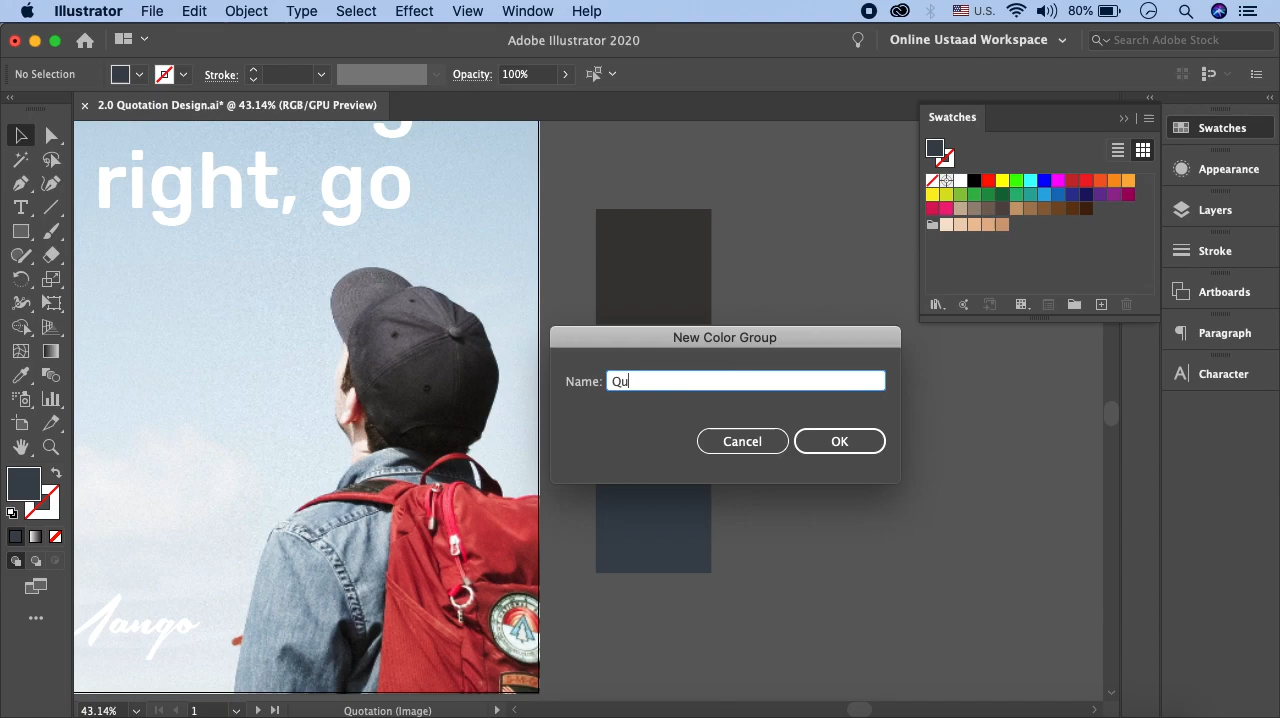 Illustrator File Edit Object Type Select Effect View Window Help
U.S. 80%
Adobe Illustrator 2020
Online Ustaad Workspace
Search Adobe Stock
No Selection
Stroke:
Opacity: 100%
× 2.0 Quotation Design.ai* @ 43.14% (RGB/GPU Preview)
right, go
Swatches
Swatches
Appearance
Layers
Stroke
Artboards
Paragraph
Character
New Color Group
Name: Qu
Cancel OK
43.14%
1
Quotation (Image)